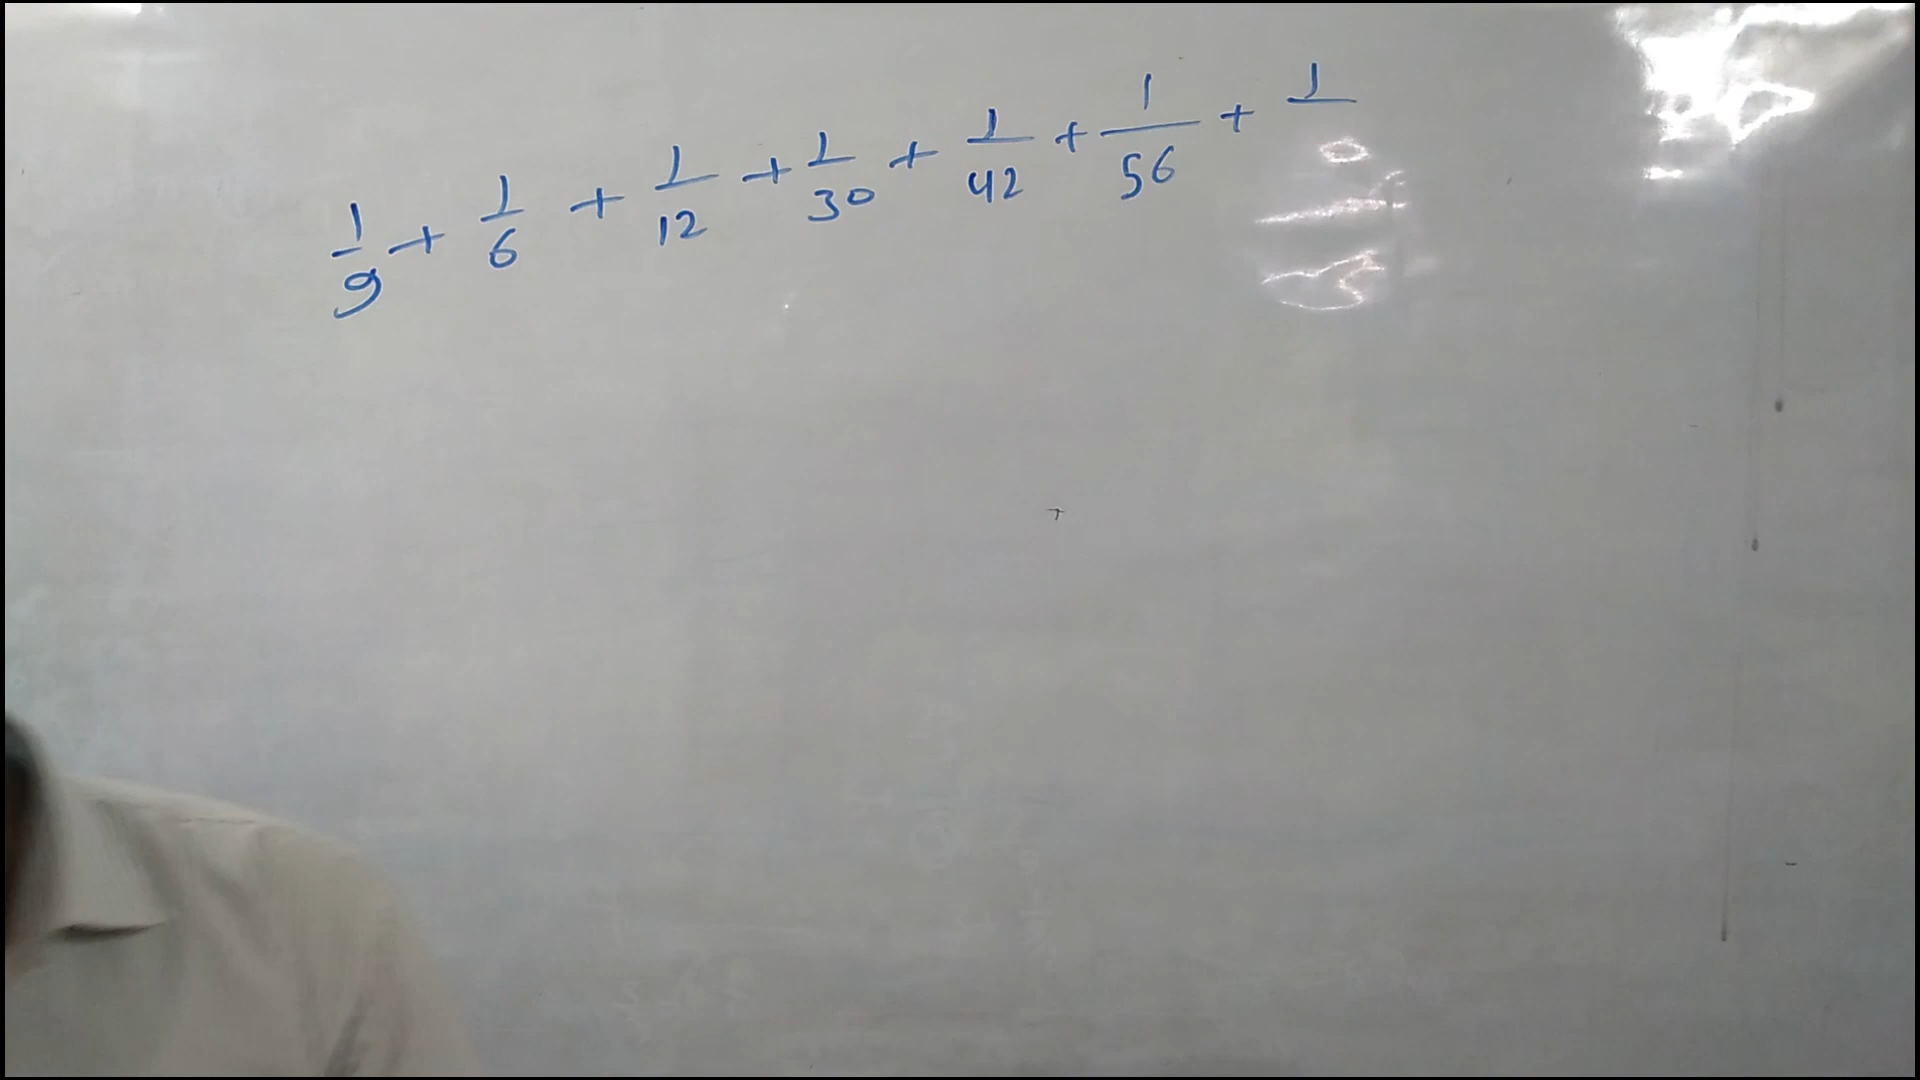 1/9 + 1/6 + 1/12 + 1/30 + 1/42 + 1/56 + 1/